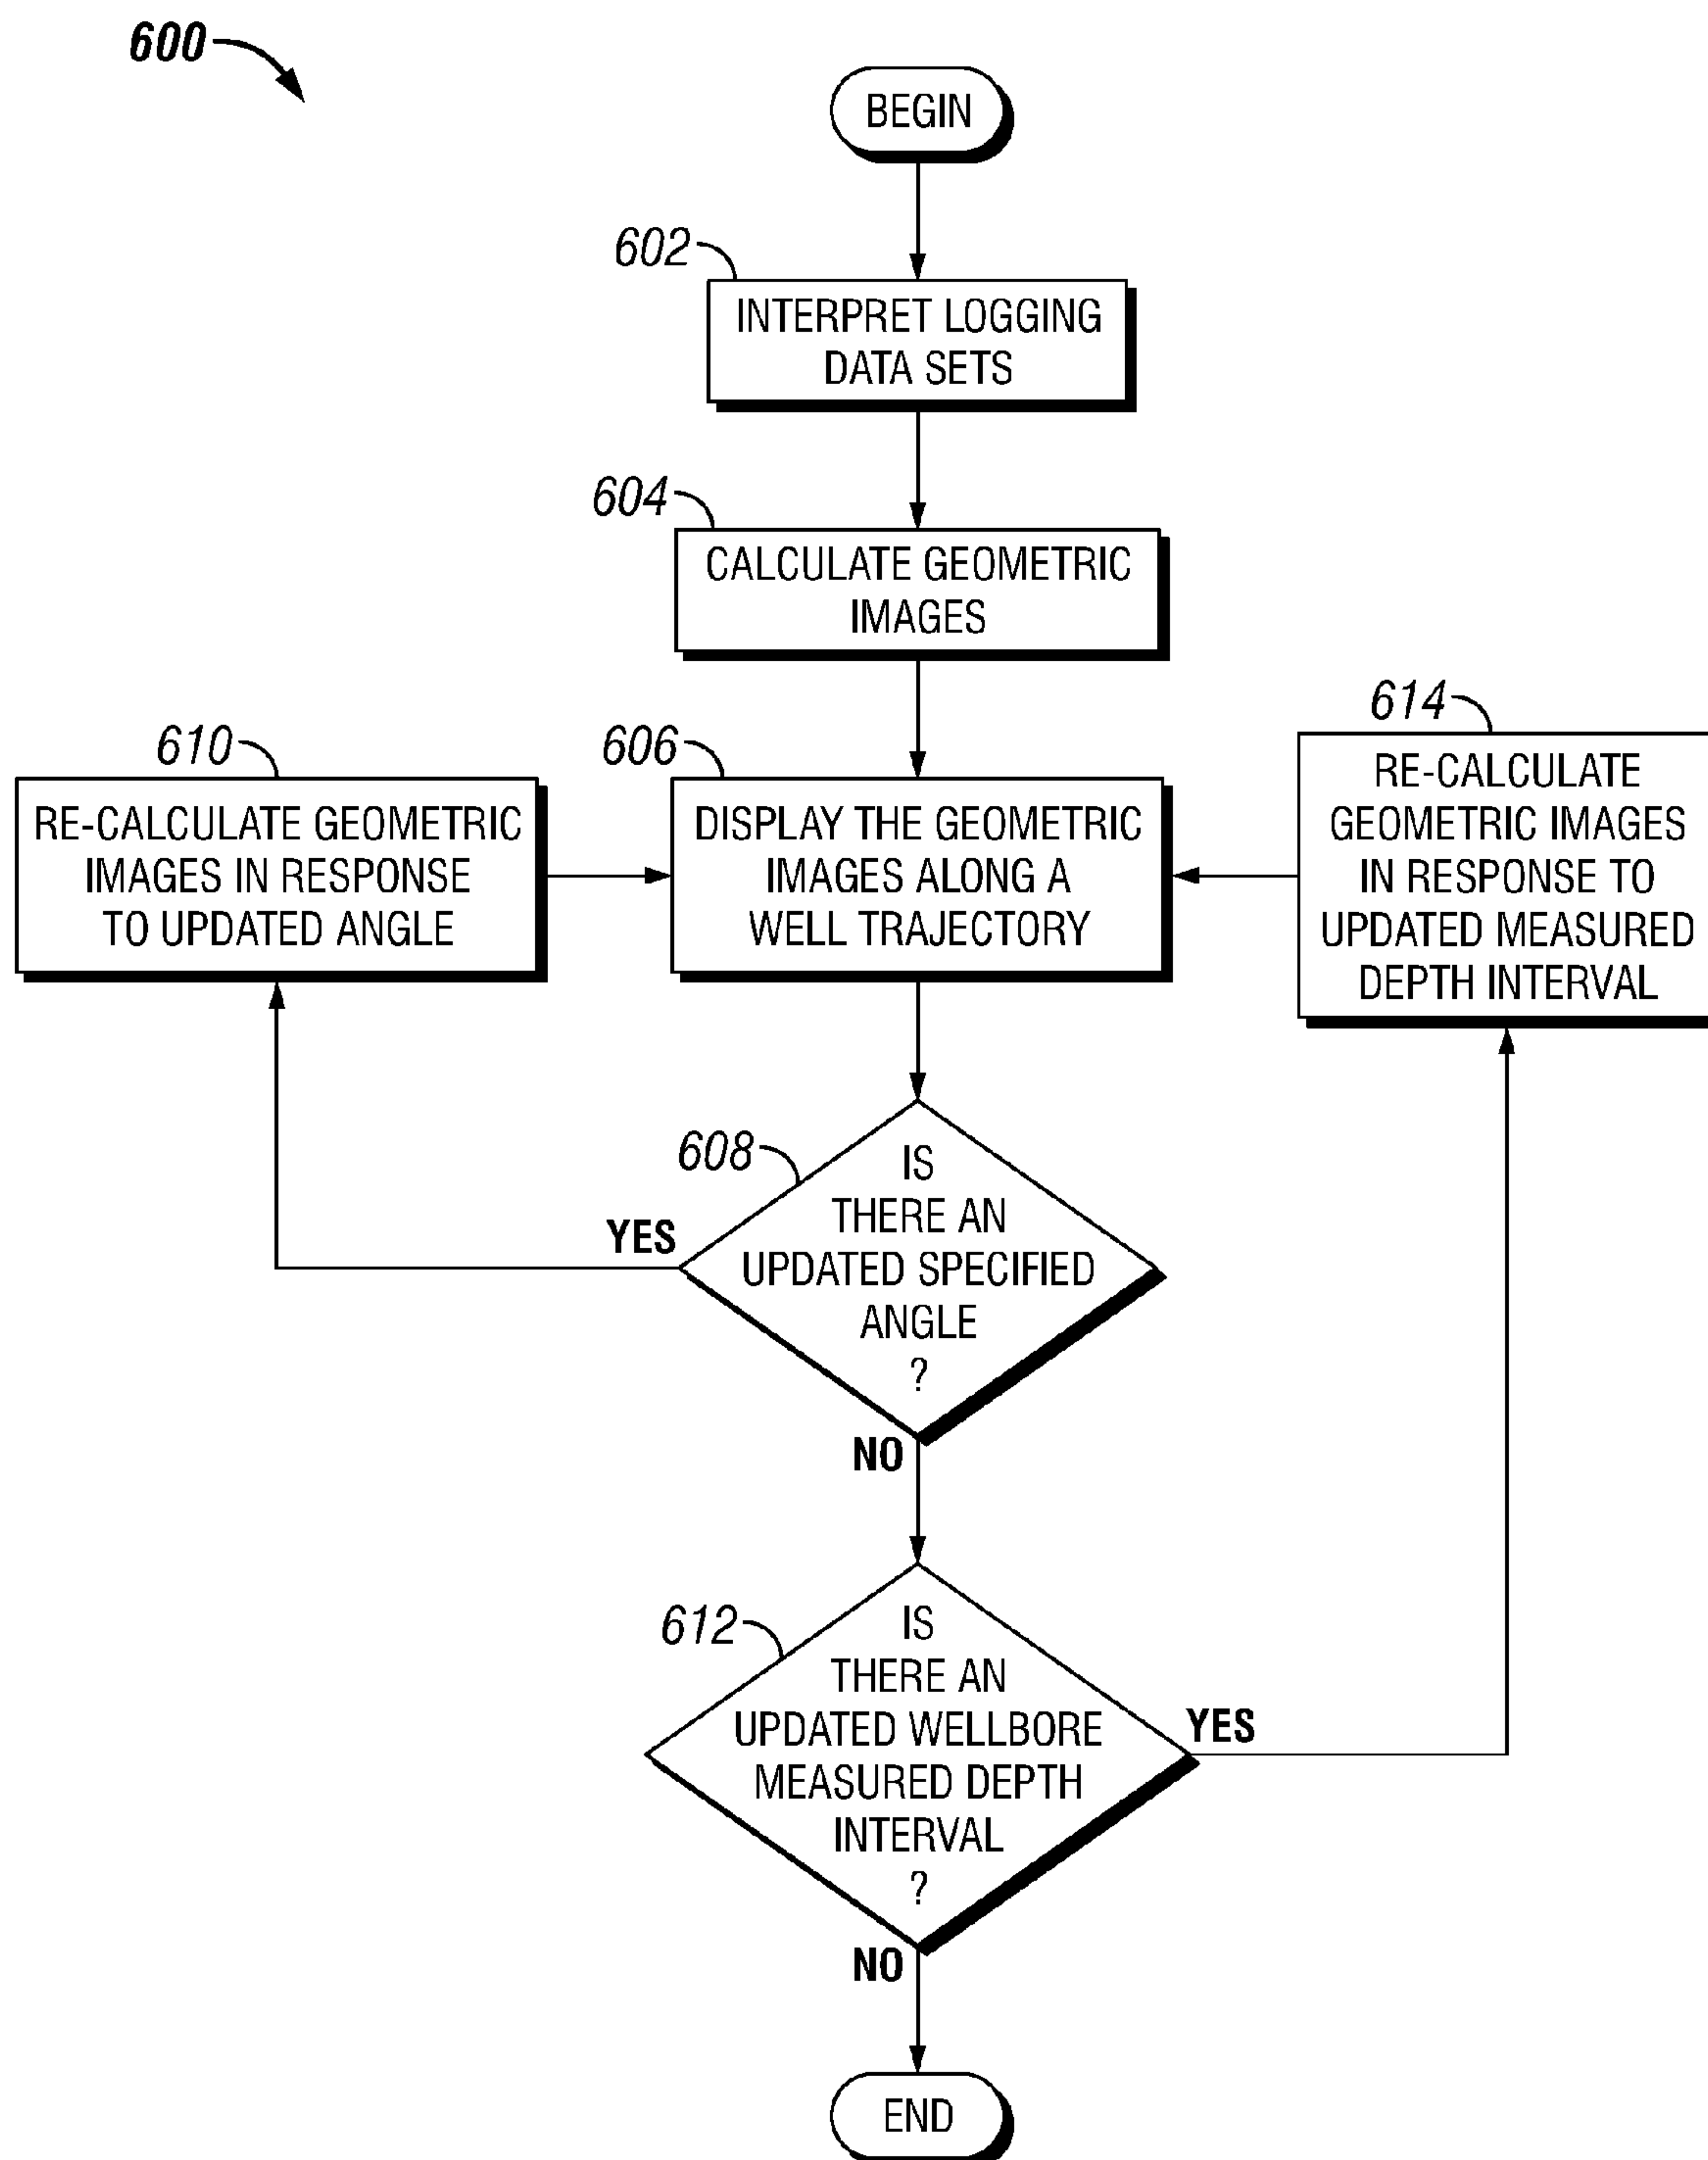 600
BEGIN
602
INTERPRET LOGGING
DATA SETS
604
CALCULATE GEOMETRIC
IMAGES
610
RE-CALCULATE GEOMETRIC
IMAGES IN RESPONSE
TO UPDATED ANGLE
606
DISPLAY THE GEOMETRIC
IMAGES ALONG A
WELL TRAJECTORY
614
RE-CALCULATE
GEOMETRIC IMAGES
IN RESPONSE TO
UPDATED MEASURED
DEPTH INTERVAL
608
IS
THERE AN
UPDATED SPECIFIED
ANGLE
?
YES
NO
612
IS
THERE AN
UPDATED WELLBORE
MEASURED DEPTH
INTERVAL
?
YES
NO
END